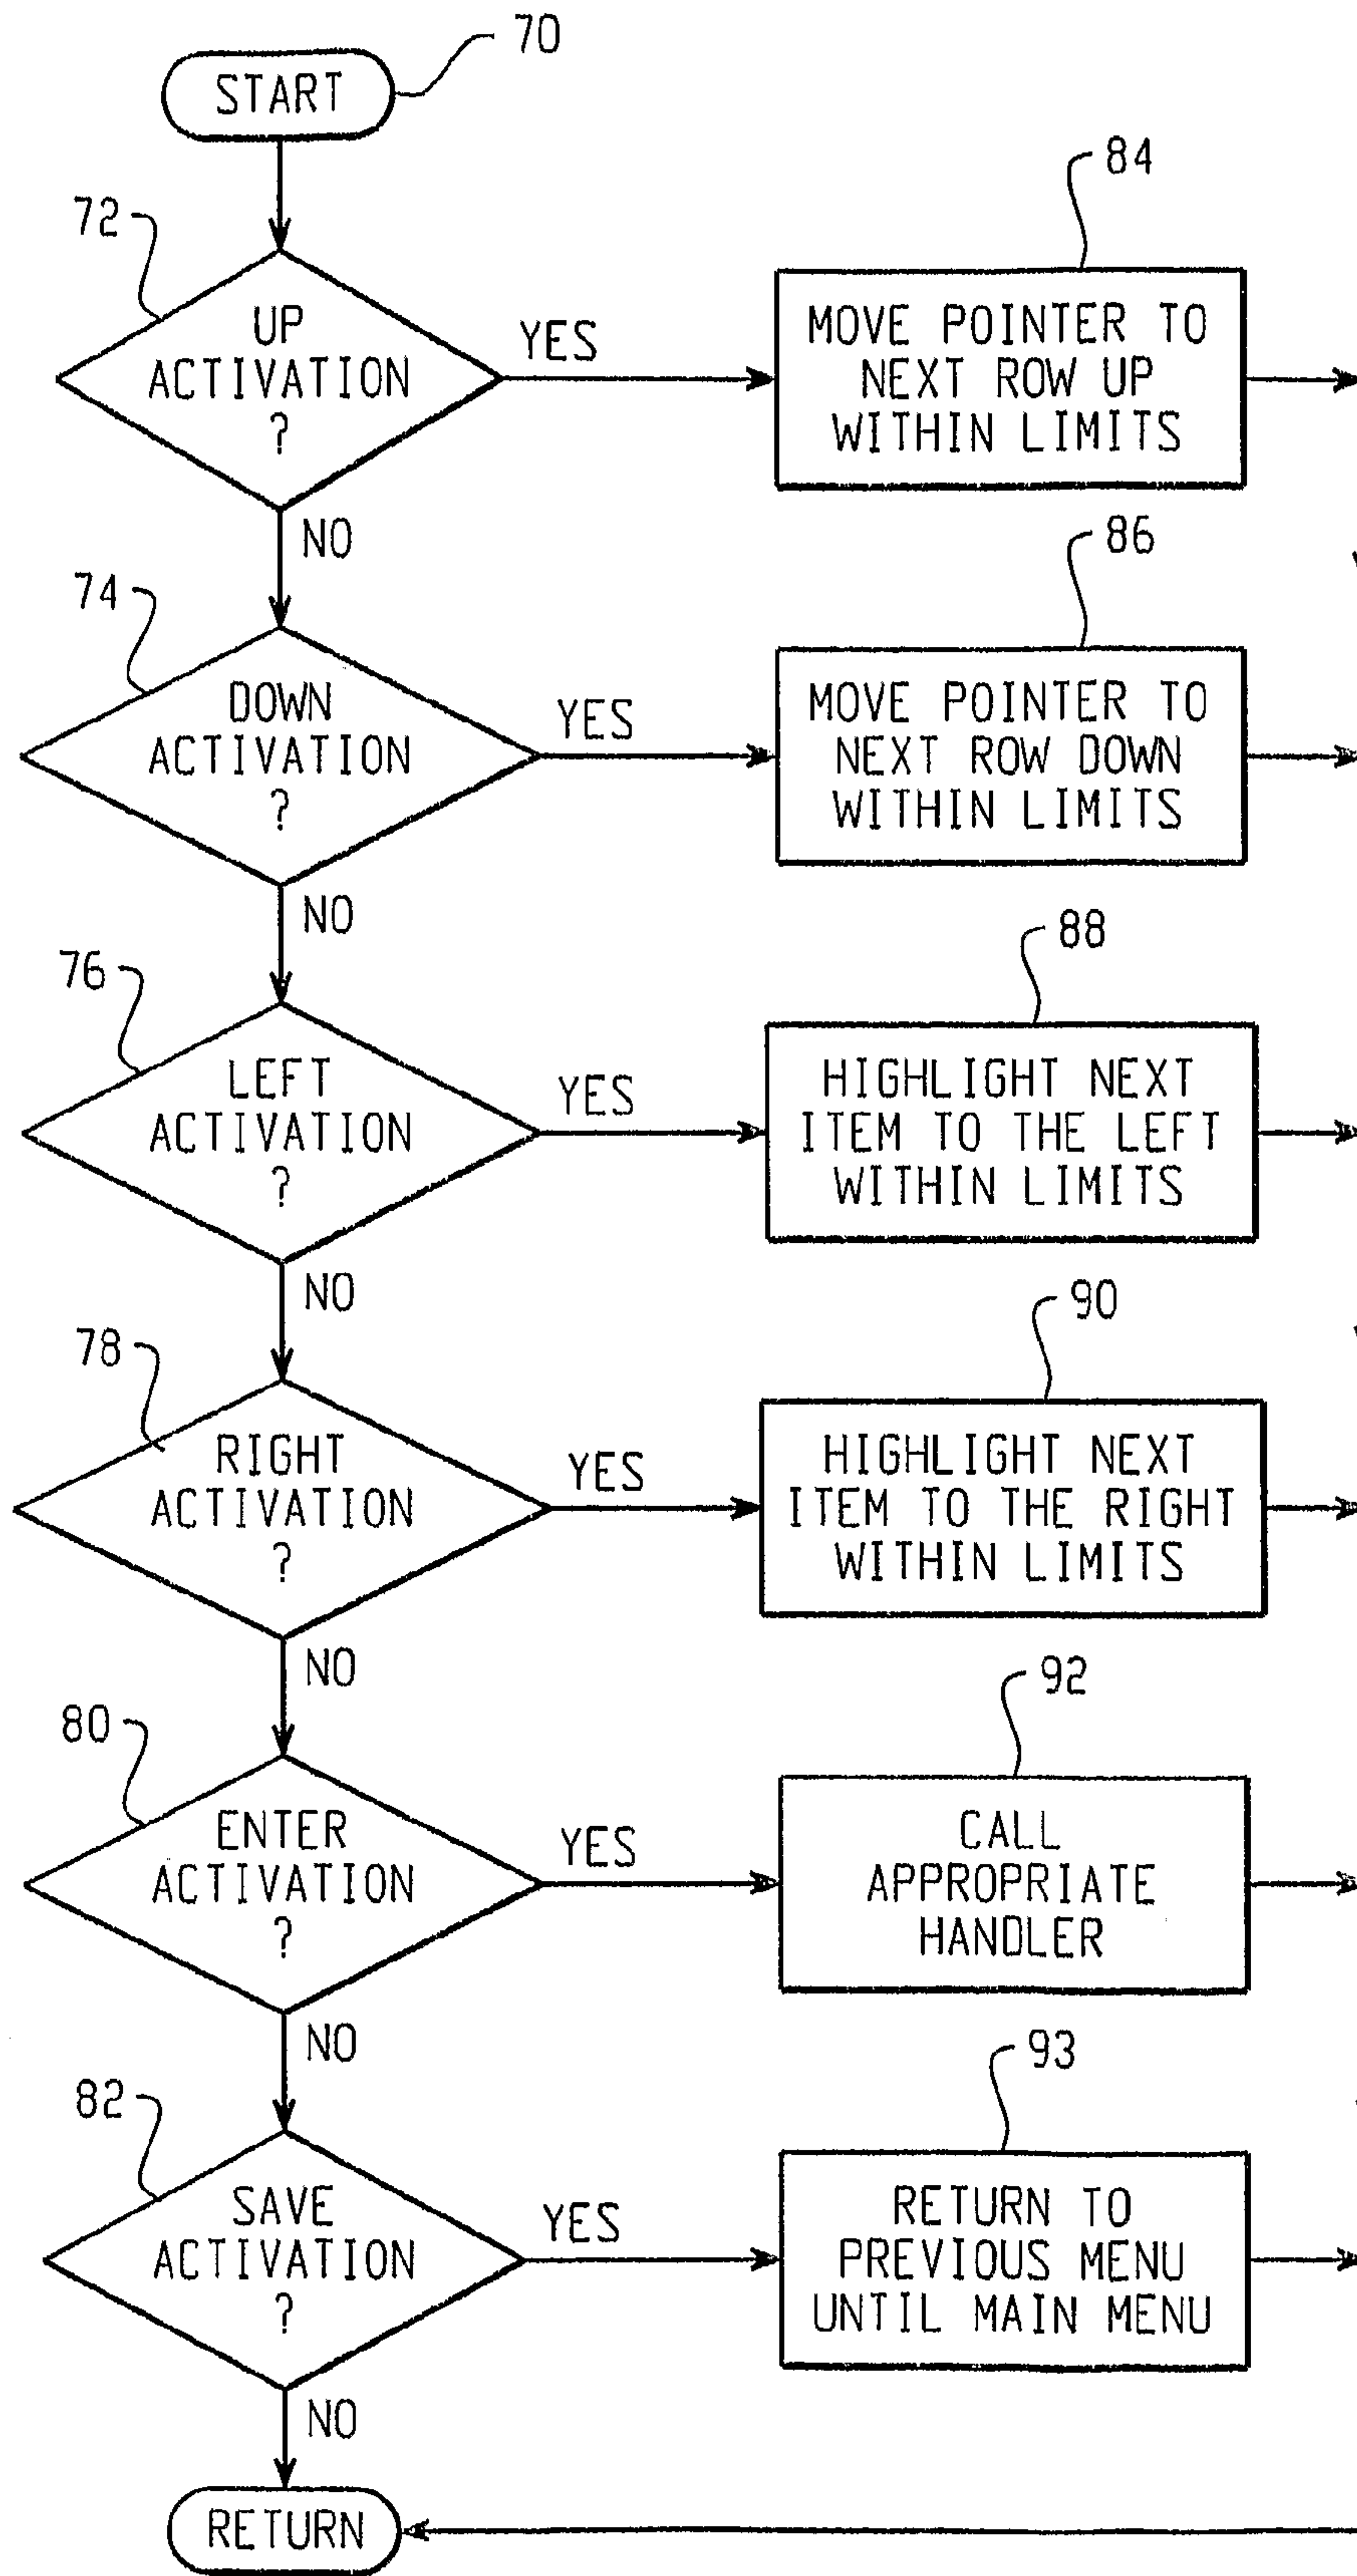 70
START
72
UP
ACTIVATION
?
YES
84
MOVE POINTER TO
NEXT ROW UP
WITHIN LIMITS
NO
74
DOWN
ACTIVATION
?
YES
86
MOVE POINTER TO
NEXT ROW DOWN
WITHIN LIMITS
NO
76
LEFT
ACTIVATION
?
YES
88
HIGHLIGHT NEXT
ITEM TO THE LEFT
WITHIN LIMITS
NO
78
RIGHT
ACTIVATION
?
YES
90
HIGHLIGHT NEXT
ITEM TO THE RIGHT
WITHIN LIMITS
NO
80
ENTER
ACTIVATION
?
YES
92
CALL
APPROPRIATE
HANDLER
NO
82
SAVE
ACTIVATION
?
YES
93
RETURN TO
PREVIOUS MENU
UNTIL MAIN MENU
NO
RETURN